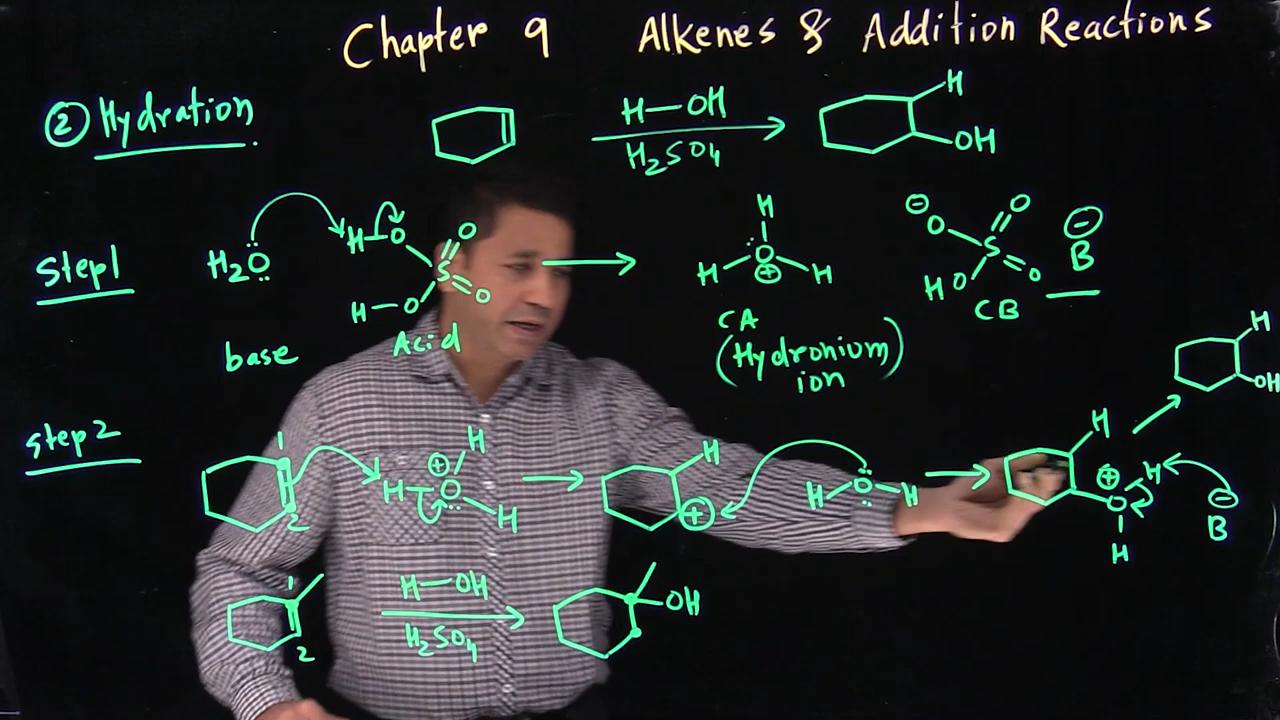 Chapter 9 Alkenes & Addition Reactions
② Hydration
H—OH
H₂SO₄
H
OH
Step1
H₂O
H—O
S
O
O
H—O
H
H O H
⊕
⊖
O
O
S
O
HO
⊖
B
base
Acid
CA
(Hydronium ion)
CB
H
OH
step2
1
2
H
⊕
H O
H
H
⊕
H O H
H
⊕
O H
H
⊖
B
1
2
H—OH
H₂SO₄
OH